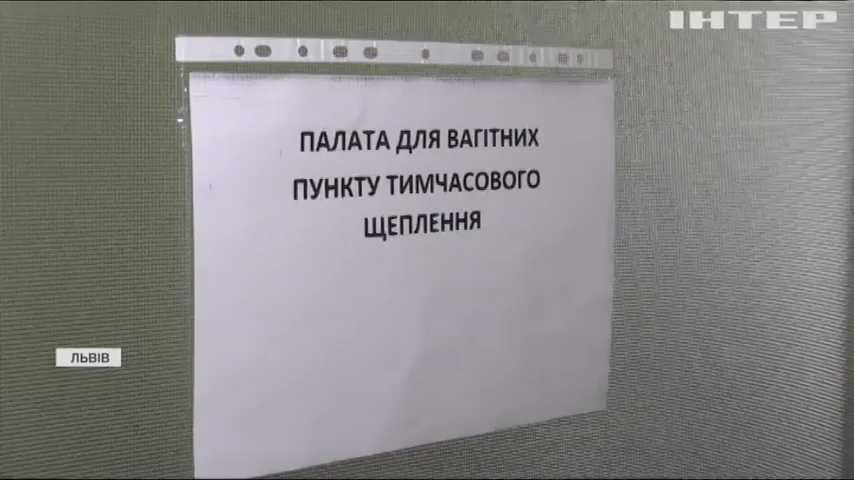 ІНТЕР
ПАЛАТА ДЛЯ ВАГІТНИХ
ПУНКТУ ТИМЧАСОВОГО
ЩЕПЛЕННЯ
ЛЬВІВ